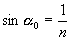 sin α₀ = 1/n